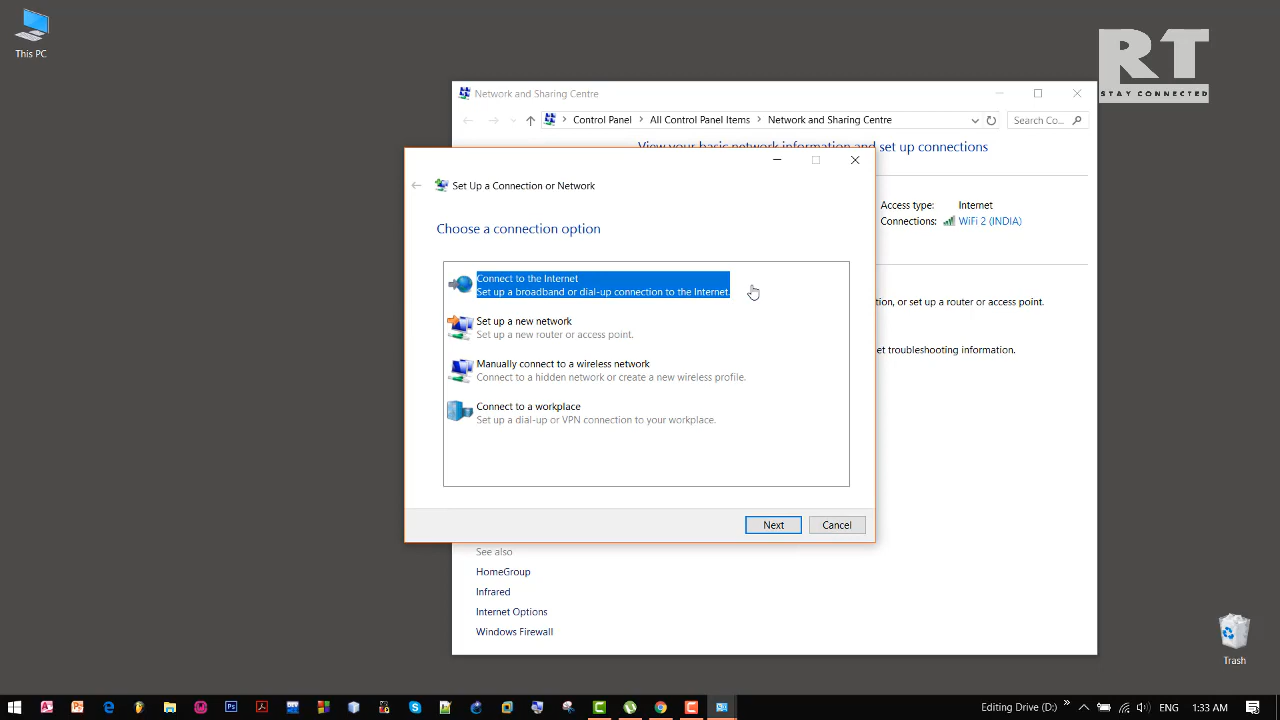 This PC
RT
STAY CONNECTED
Network and Sharing Centre
Control Panel > All Control Panel Items > Network and Sharing Centre
Search Co...
View your basic network information and set up connections
Access type: Internet
Connections: WiFi 2 (INDIA)
Set Up a Connection or Network
Choose a connection option
Connect to the Internet
Set up a broadband or dial-up connection to the Internet.
Set up a new network
Set up a new router or access point.
Manually connect to a wireless network
Connect to a hidden network or create a new wireless profile.
Connect to a workplace
Set up a dial-up or VPN connection to your workplace.
Next
Cancel
tion, or set up a router or access point.
et troubleshooting information.
See also
HomeGroup
Infrared
Internet Options
Windows Firewall
Trash
Editing Drive (D:) »
ENG
1:33 AM